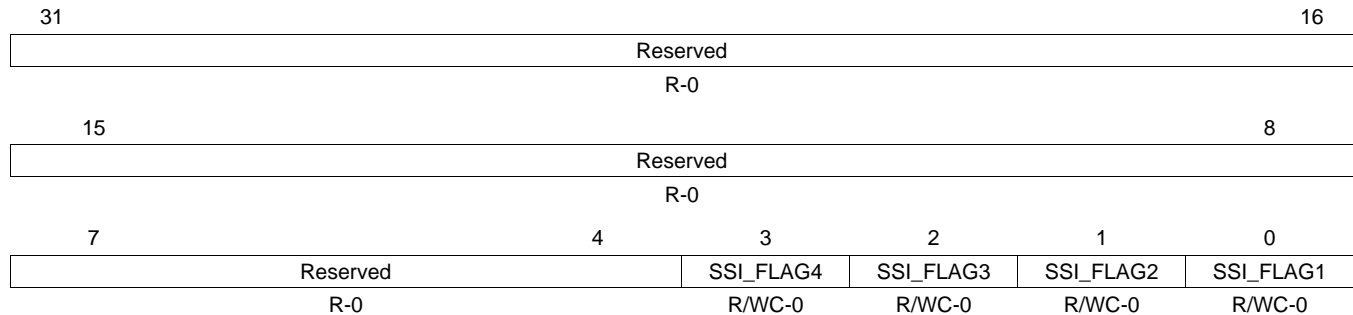 31 16
Reserved
R-0
15 8
Reserved
R-0
7 4 3 2 1 0
Reserved SSI_FLAG4 SSI_FLAG3 SSI_FLAG2 SSI_FLAG1
R-0 R/WC-0 R/WC-0 R/WC-0 R/WC-0